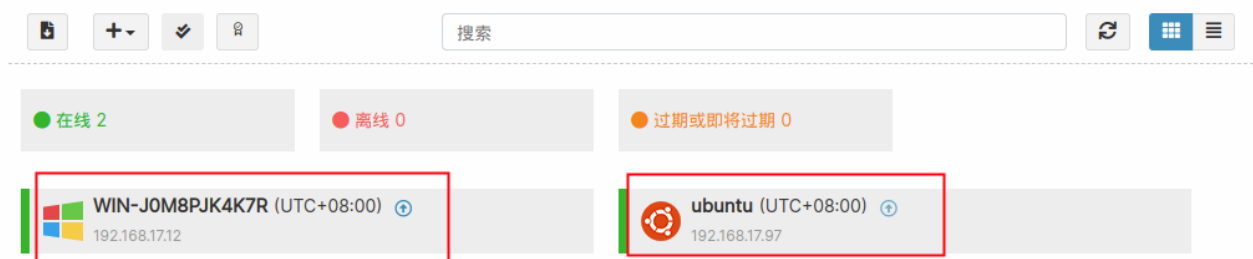 搜索
在线 2
离线 0
过期或即将过期 0
WIN-J0M8PJK4K7R (UTC+08:00)
192.168.17.12
ubuntu (UTC+08:00)
192.168.17.97